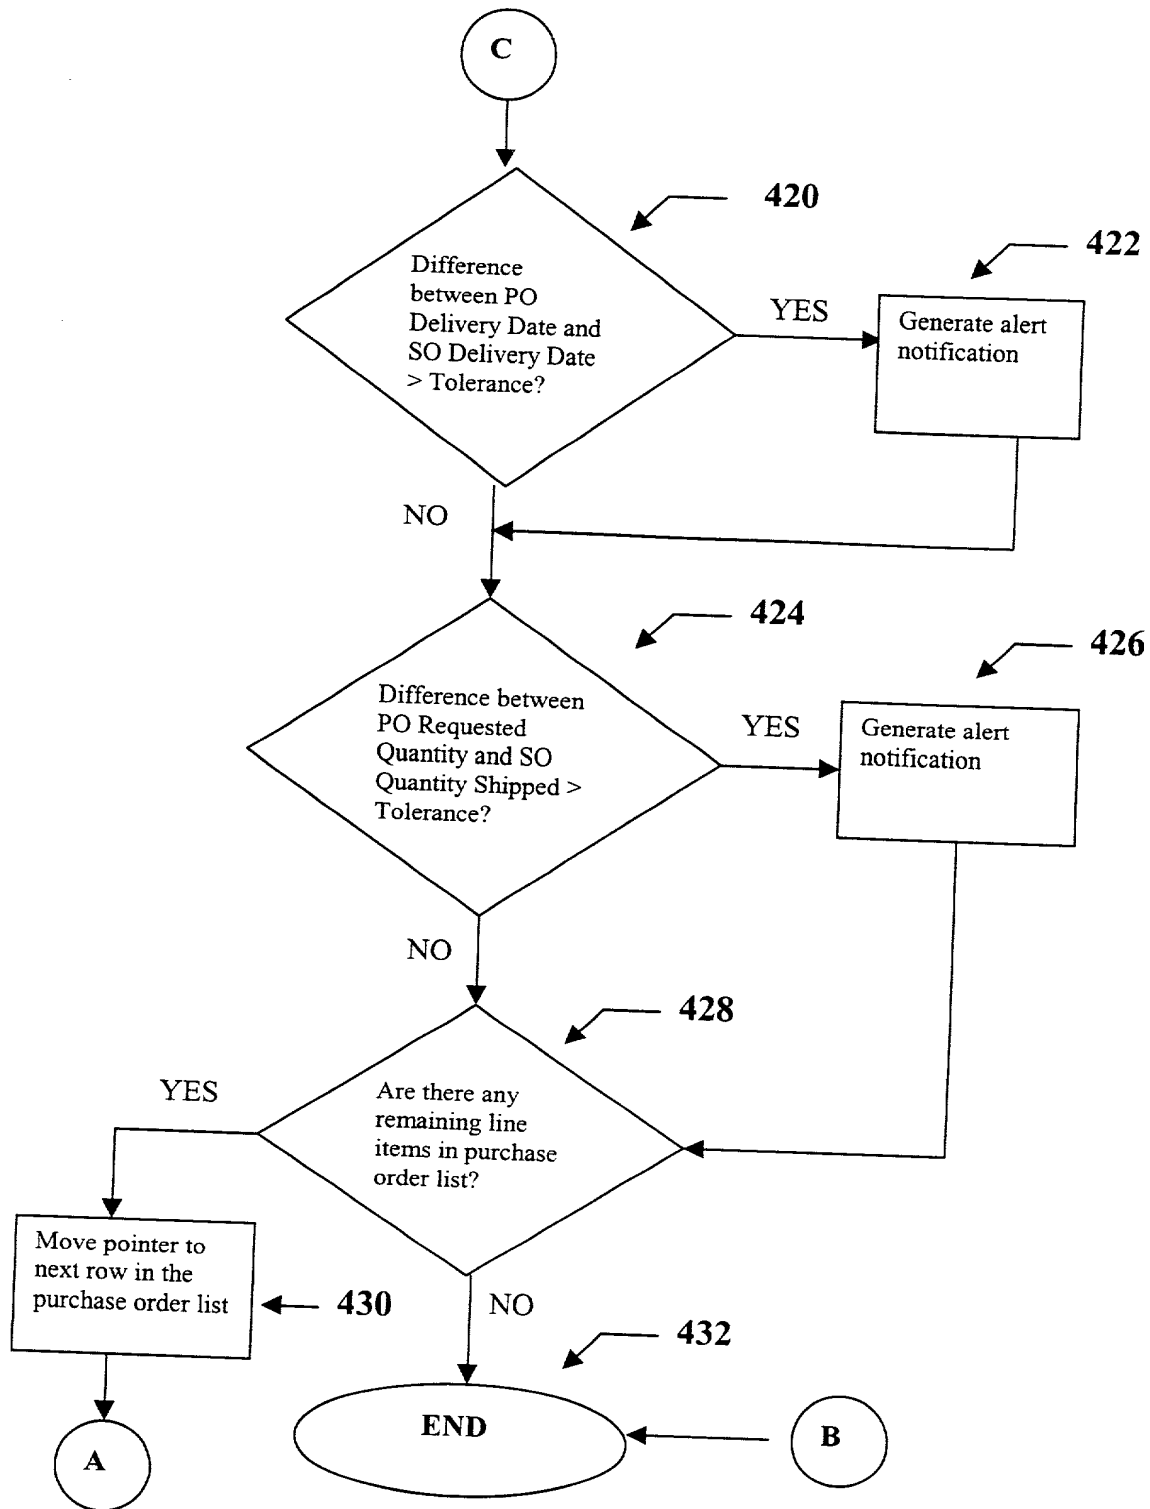 C
420
422
Difference
between PO
Delivery Date and
SO Delivery Date
> Tolerance?
YES
Generate alert
notification
NO
424
426
Difference between
PO Requested
Quantity and SO
Quantity Shipped >
Tolerance?
YES
Generate alert
notification
NO
428
YES
Are there any
remaining line
items in purchase
order list?
Move pointer to
next row in the
purchase order list
430
NO
432
END
B
A